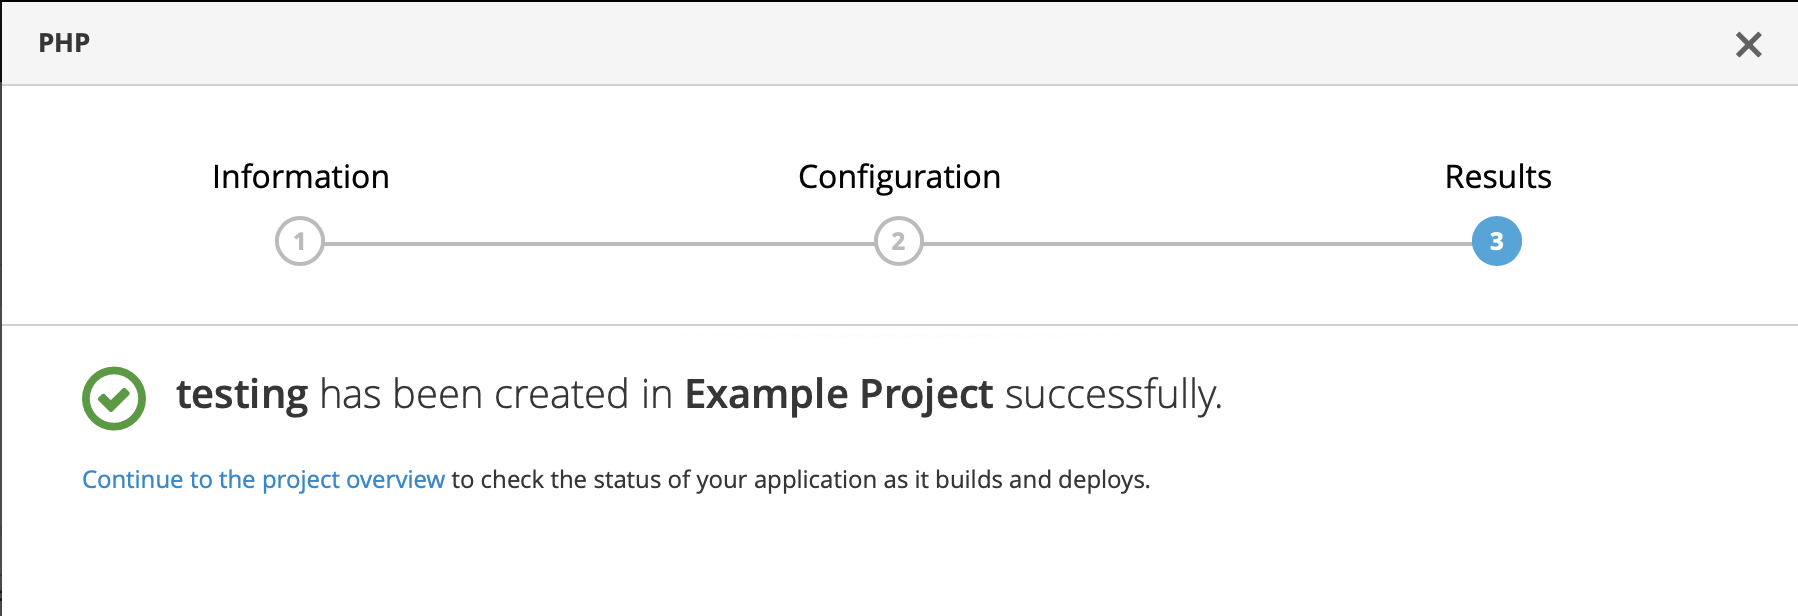 PHP
Information
Configuration
Results
1
2
3
testing has been created in Example Project successfully.
Continue to the project overview to check the status of your application as it builds and deploys.